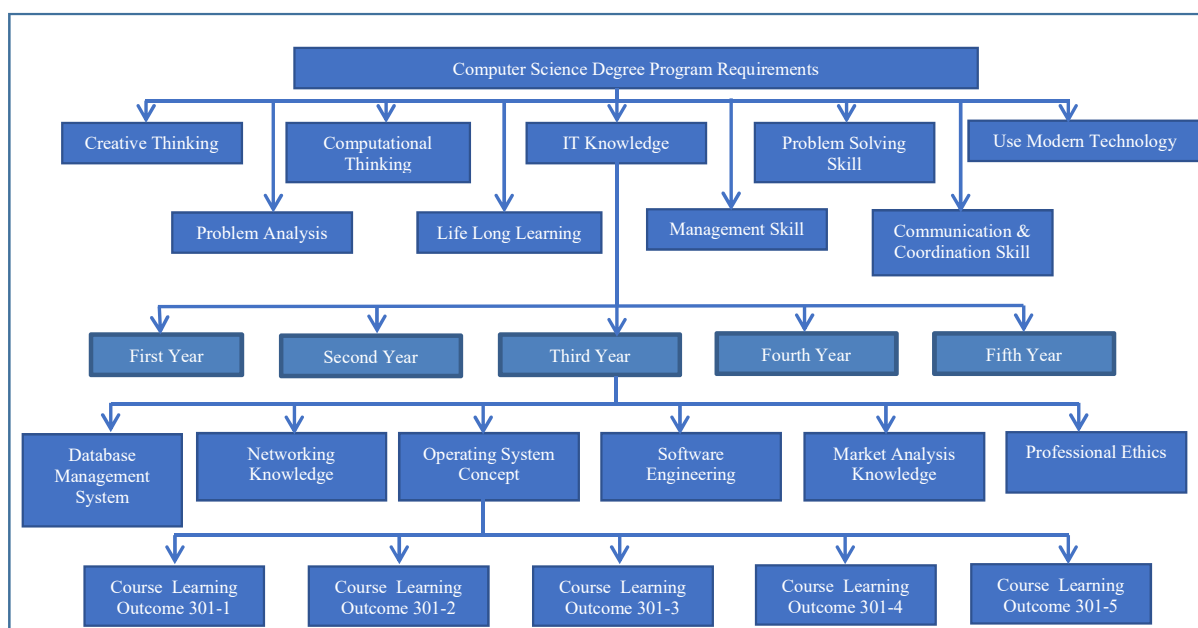 Computer Science Degree Program Requirements
Creative Thinking
Computational
Thinking
IT Knowledge
Problem Solving
Skill
Use Modern Technology
Problem Analysis
Life Long Learning
Management Skill
Communication &
Coordination Skill
First Year
Second Year
Third Year
Fourth Year
Fifth Year
Database
Management
System
Networking
Knowledge
Operating System
Concept
Software
Engineering
Market Analysis
Knowledge
Professional Ethics
Course Learning
Outcome 301-1
Course Learning
Outcome 301-2
Course Learning
Outcome 301-3
Course Learning
Outcome 301-4
Course Learning
Outcome 301-5